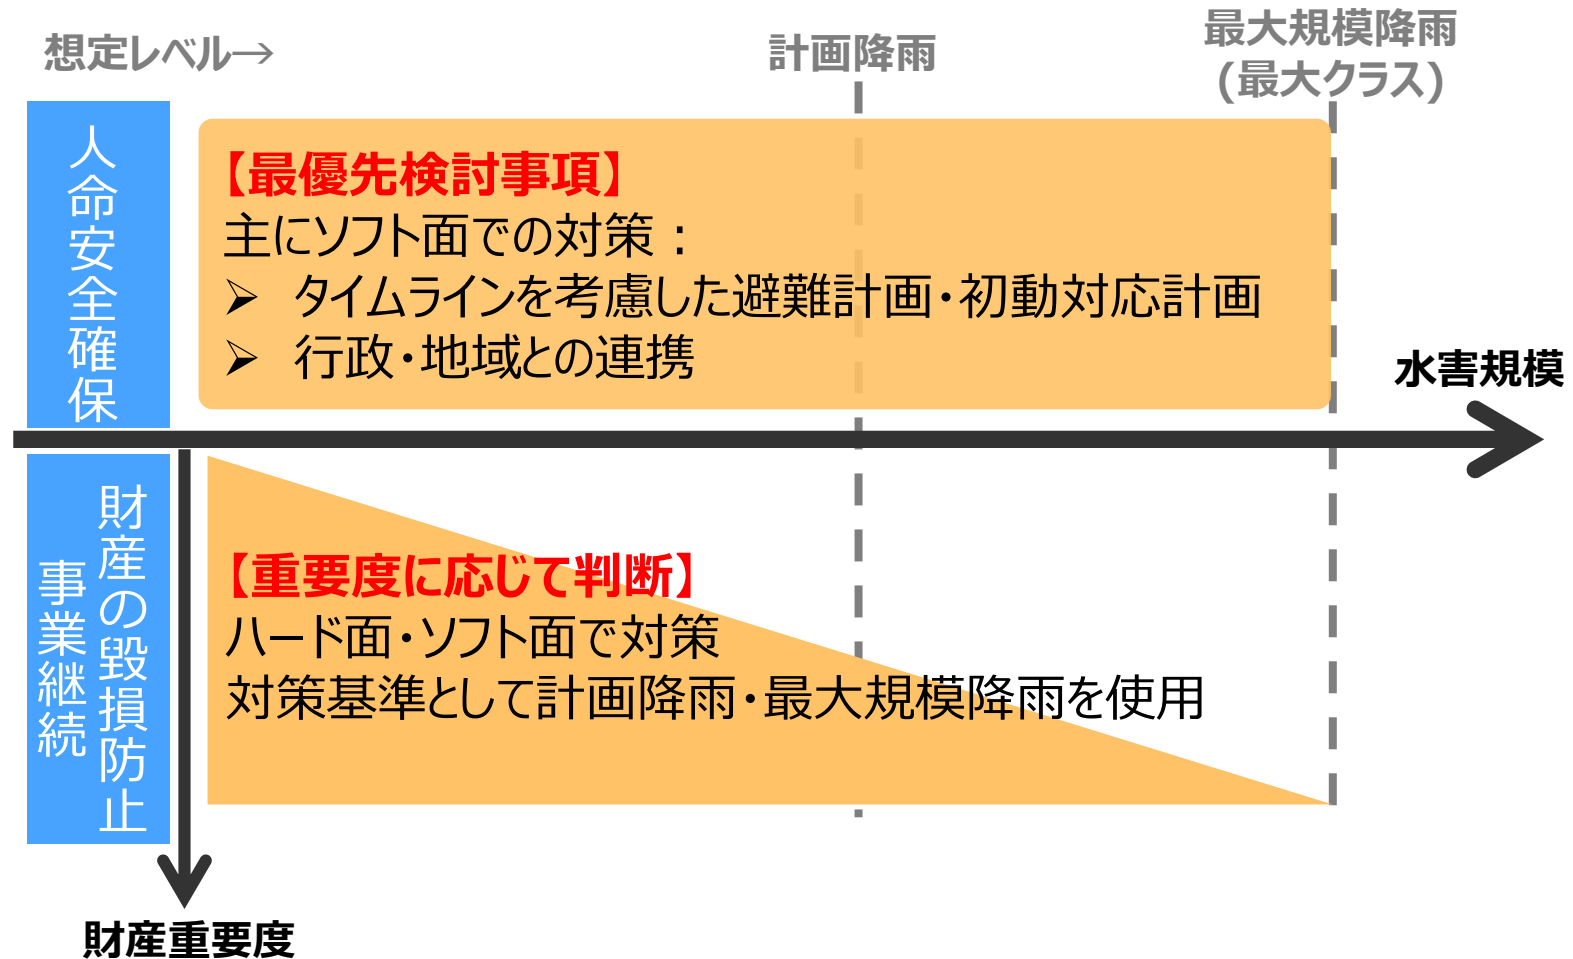 想定レベル→
計画降雨
最大規模降雨
(最大クラス)
人命安全確保
【最優先検討事項】
主にソフト面での対策：
➢ タイムラインを考慮した避難計画・初動対応計画
➢ 行政・地域との連携
水害規模
財産の毀損防止
事業継続
【重要度に応じて判断】
ハード面・ソフト面で対策
対策基準として計画降雨・最大規模降雨を使用
財産重要度